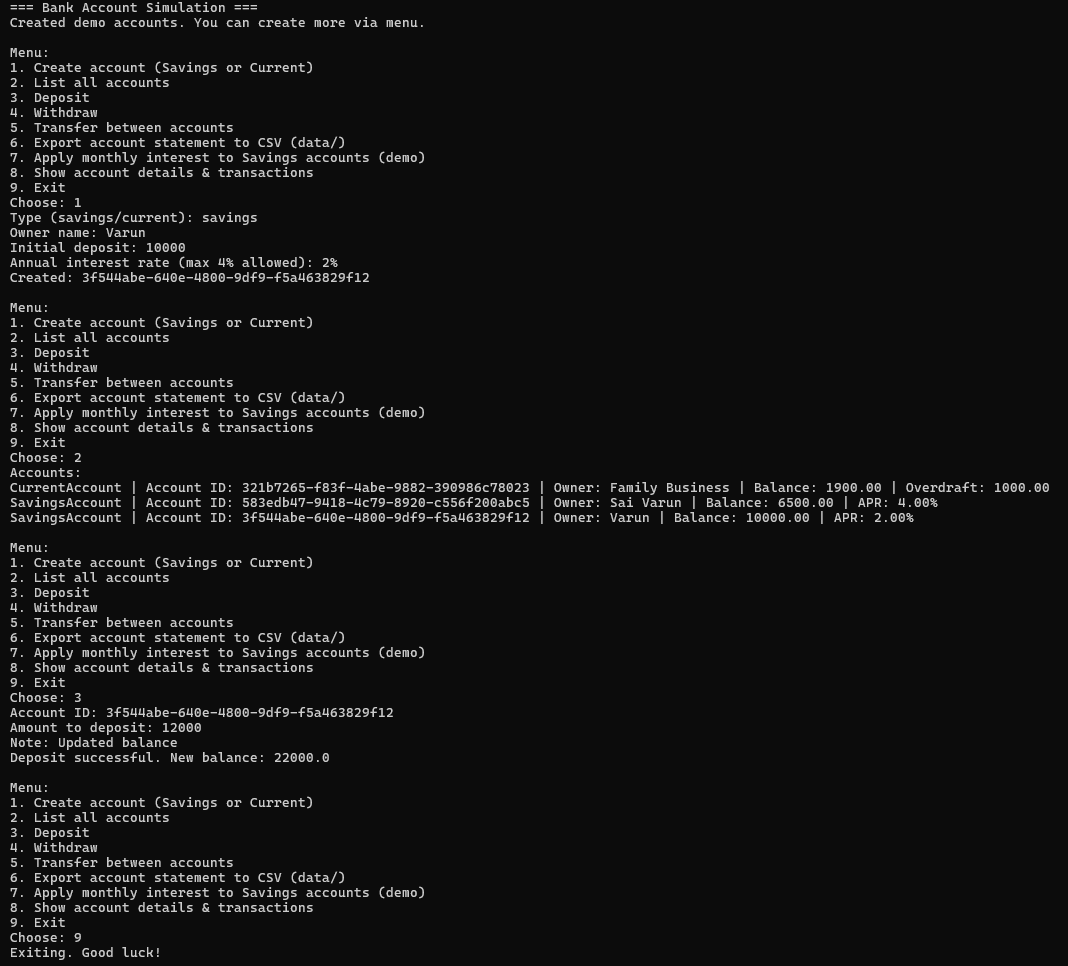 === Bank Account Simulation ===
Created demo accounts. You can create more via menu.
Menu:
1. Create account (Savings or Current)
2. List all accounts
3. Deposit
4. Withdraw
5. Transfer between accounts
6. Export account statement to CSV (data/)
7. Apply monthly interest to Savings accounts (demo)
8. Show account details & transactions
9. Exit
Choose: 1
Type (savings/current): savings
Owner name: Varun
Initial deposit: 10000
Annual interest rate (max 4% allowed): 2%
Created: 3f544abe-640e-4800-9df9-f5a463829f12
Menu:
1. Create account (Savings or Current)
2. List all accounts
3. Deposit
4. Withdraw
5. Transfer between accounts
6. Export account statement to CSV (data/)
7. Apply monthly interest to Savings accounts (demo)
8. Show account details & transactions
9. Exit
Choose: 2
Accounts:
CurrentAccount | Account ID: 321b7265-f83f-4abe-9882-390986c78023 | Owner: Family Business | Balance: 1900.00 | Overdraft: 1000.00
SavingsAccount | Account ID: 583edb47-9418-4c79-8920-c556f200abc5 | Owner: Sai Varun | Balance: 6500.00 | APR: 4.00%
SavingsAccount | Account ID: 3f544abe-640e-4800-9df9-f5a463829f12 | Owner: Varun | Balance: 10000.00 | APR: 2.00%
Menu:
1. Create account (Savings or Current)
2. List all accounts
3. Deposit
4. Withdraw
5. Transfer between accounts
6. Export account statement to CSV (data/)
7. Apply monthly interest to Savings accounts (demo)
8. Show account details & transactions
9. Exit
Choose: 3
Account ID: 3f544abe-640e-4800-9df9-f5a463829f12
Amount to deposit: 12000
Note: Updated balance
Deposit successful. New balance: 22000.0
Menu:
1. Create account (Savings or Current)
2. List all accounts
3. Deposit
4. Withdraw
5. Transfer between accounts
6. Export account statement to CSV (data/)
7. Apply monthly interest to Savings accounts (demo)
8. Show account details & transactions
9. Exit
Choose: 9
Exiting. Good luck!